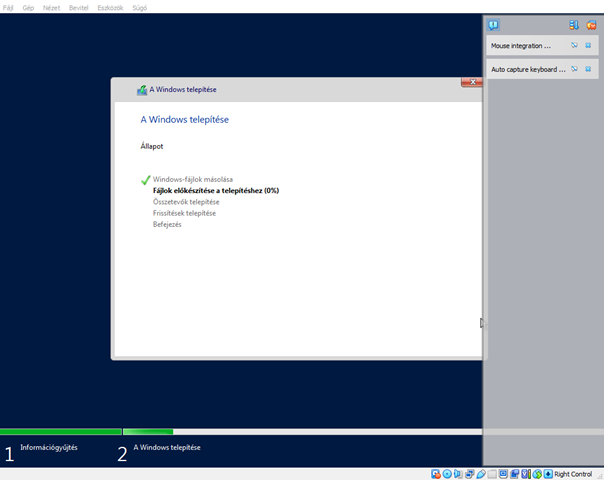 Fájl Gép Nézet Bevitel Eszközök Súgó
Mouse integration ...
Auto capture keyboard ...
A Windows telepítése
A Windows telepítése
Állapot
Windows-fájlok másolása
Fájlok előkészítése a telepítéshez (0%)
Összetevők telepítése
Frissítések telepítése
Befejezés
1 Információgyűjtés
2 A Windows telepítése
Right Control